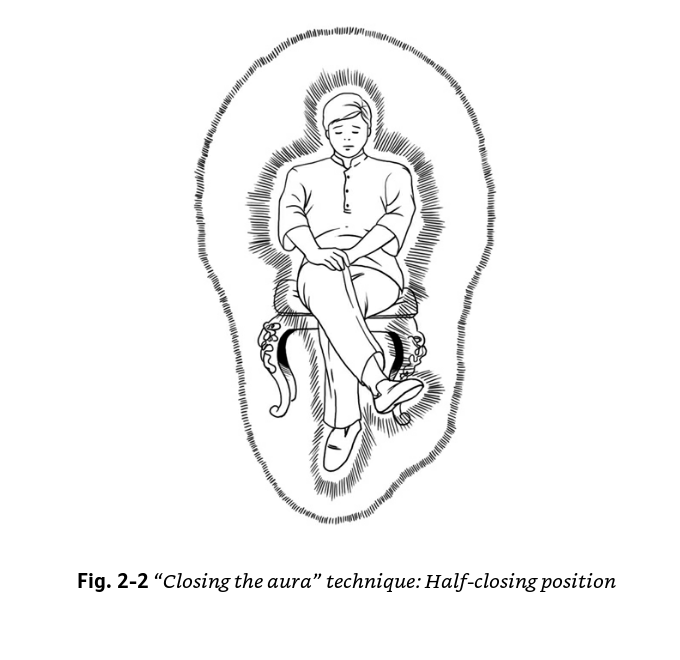 Fig. 2-2 “Closing the aura” technique: Half-closing position